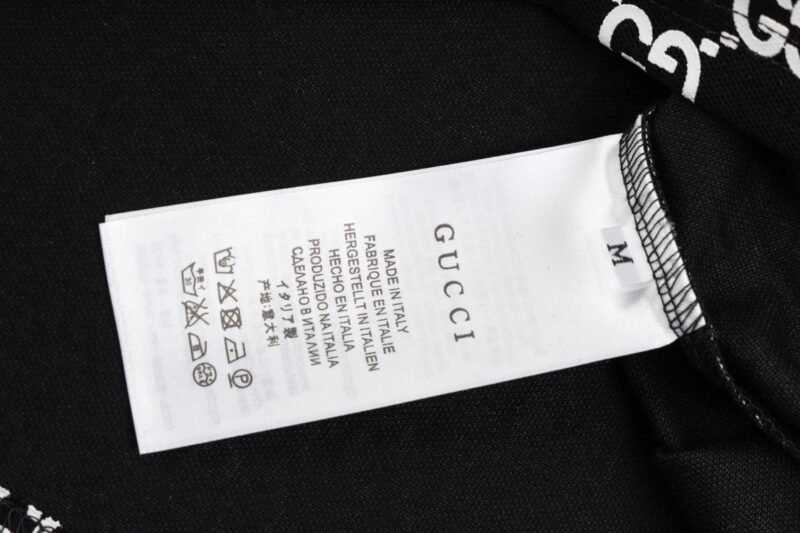 M
GUCCI
MADE IN ITALY
FABRIQUE EN ITALIE
HERGESTELLT IN ITALIEN
HECHO EN ITALIA
PRODUZIDO NA ITALIA
СДЕЛАНО В ИТАЛИИ
イタリア製
产地:意大利
P
30
G G